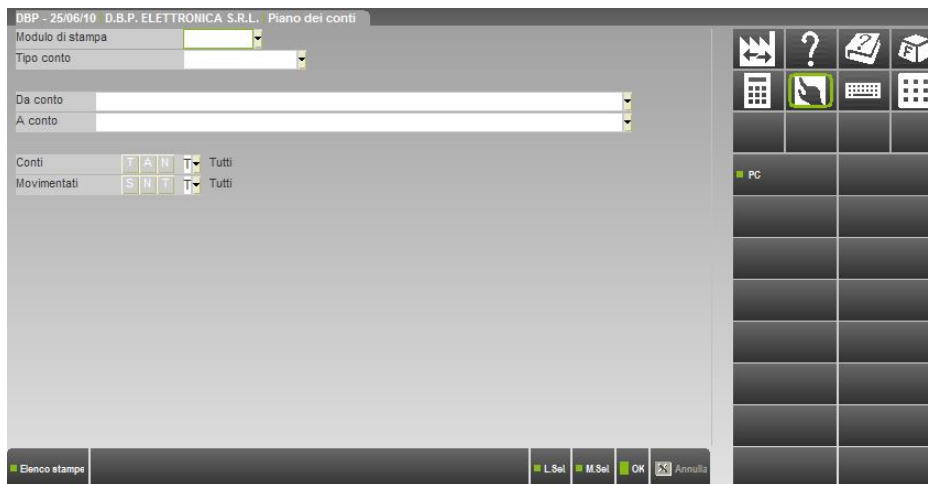 DBP - 25/06/10 D.B.P. ELETTRONICA S.R.L. Piano dei conti
Modulo di stampa
Tipo conto
Da conto
A conto
Conti T A N T Tutti
Movimentati S N T T Tutti
? ? F
PC
Elenco stampe L.Sel M.Sel OK Annulla